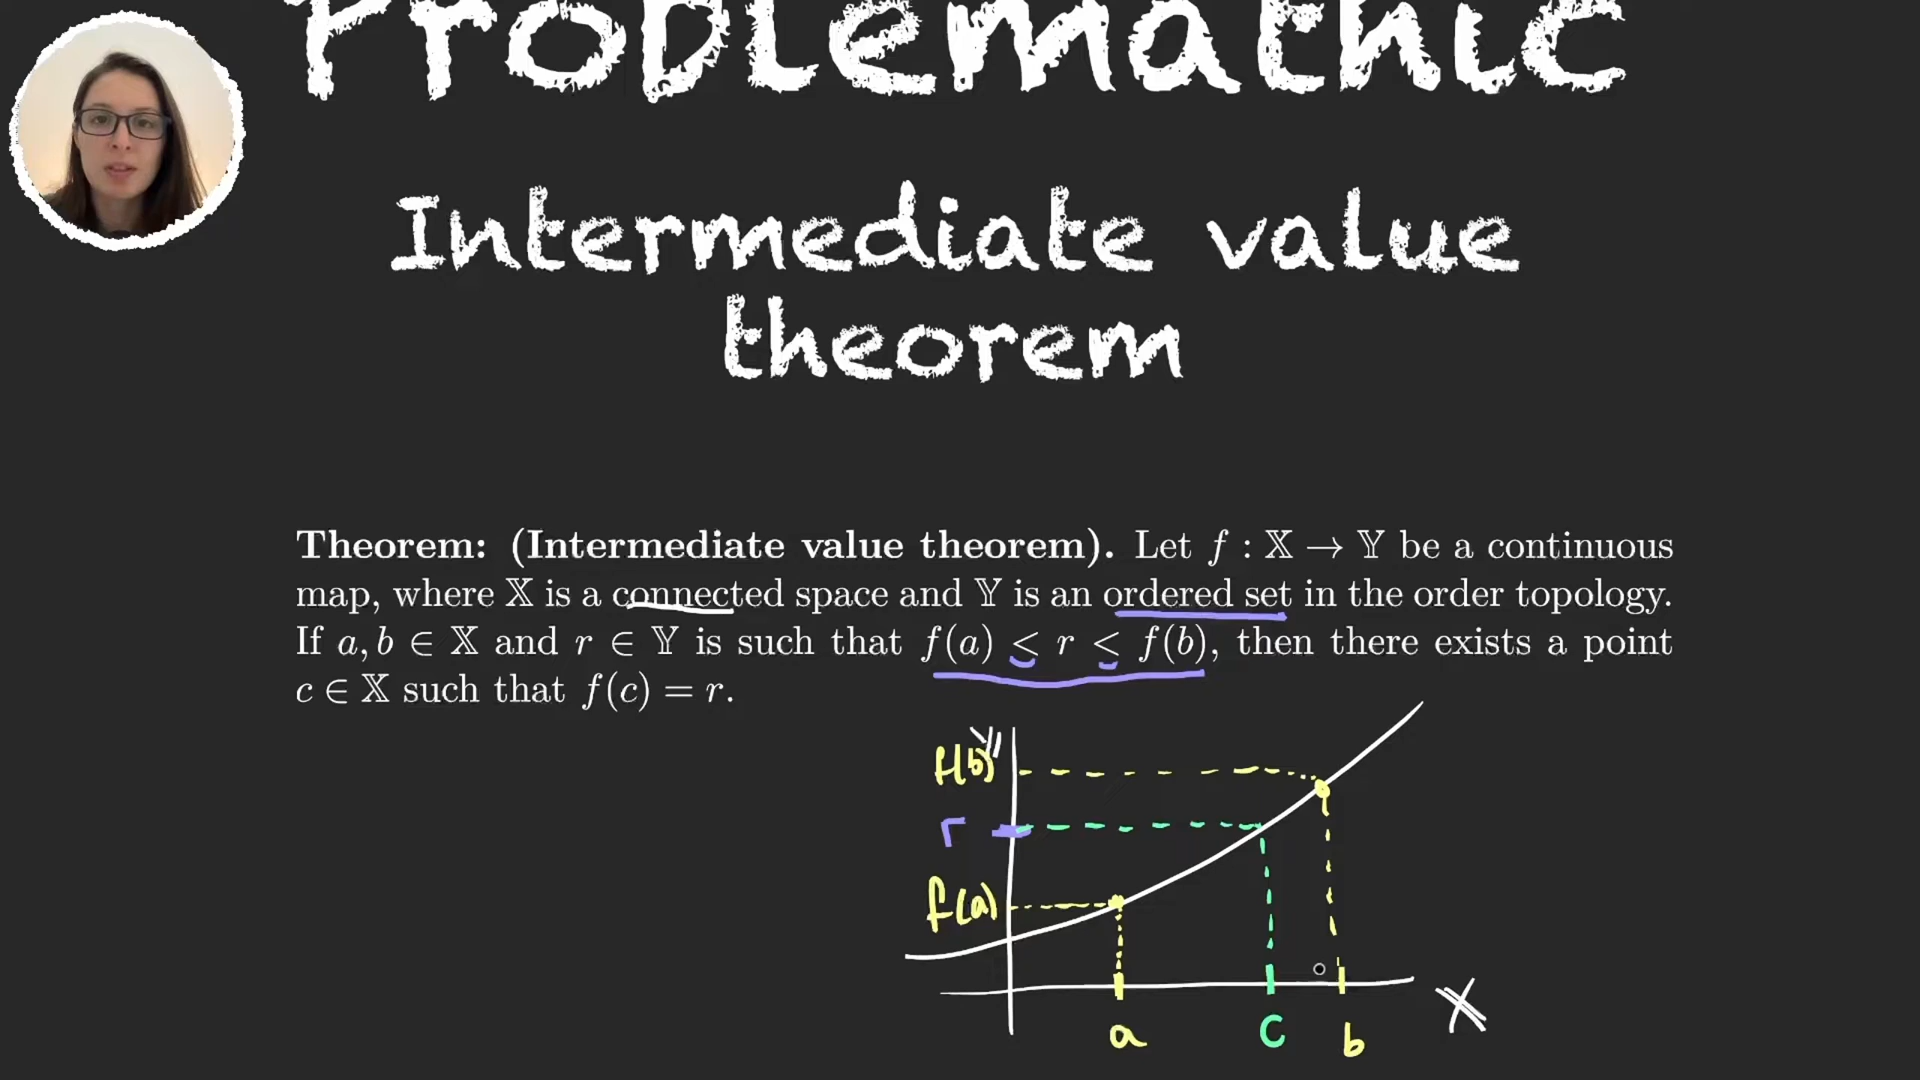 Problemathic
Intermediate value
theorem
Theorem: (Intermediate value theorem). Let f : 𝕏 → 𝕐 be a continuous
map, where 𝕏 is a connected space and 𝕐 is an ordered set in the order topology.
If a, b ∈ 𝕏 and r ∈ 𝕐 is such that f(a) < r < f(b), then there exists a point
c ∈ 𝕏 such that f(c) = r.
𝕐
f(b)
r
f(a)
𝕏
a
c
b